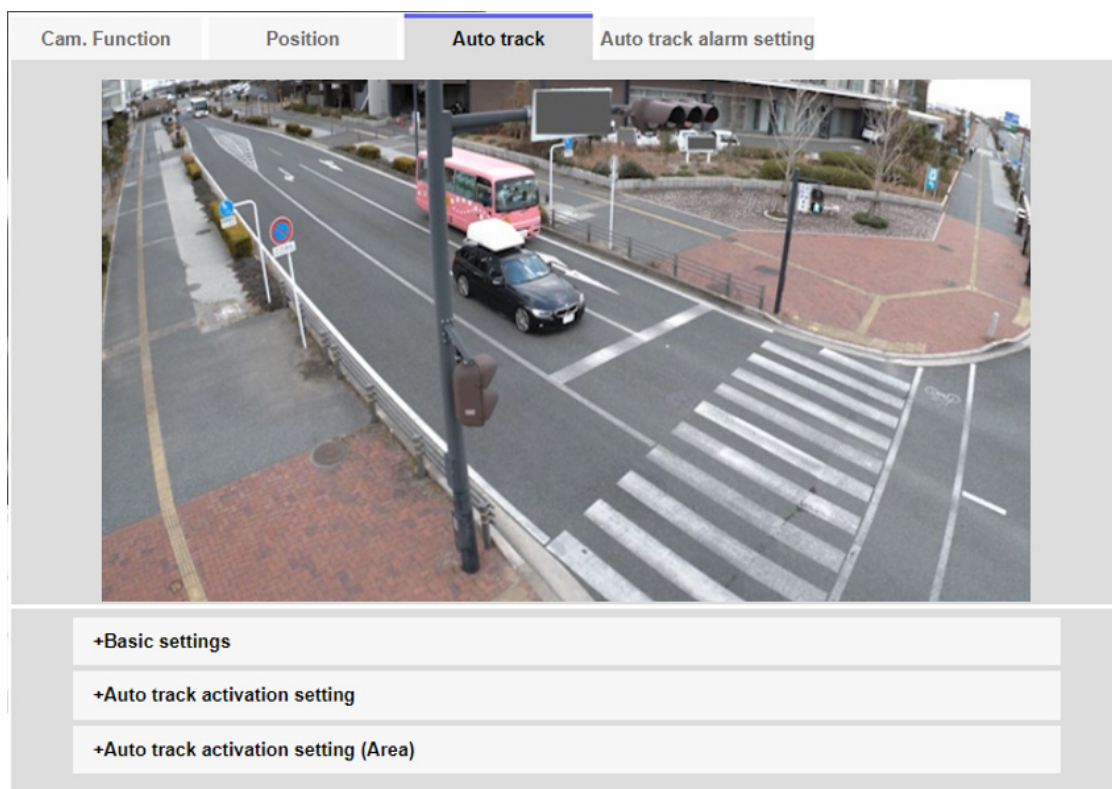 Cam. Function
Position
Auto track
Auto track alarm setting
+Basic settings
+Auto track activation setting
+Auto track activation setting (Area)